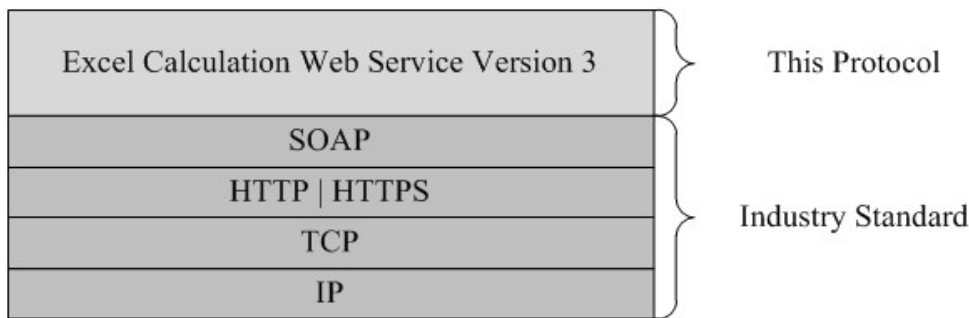 Excel Calculation Web Service Version 3
This Protocol
SOAP
HTTP | HTTPS
TCP
IP
Industry Standard